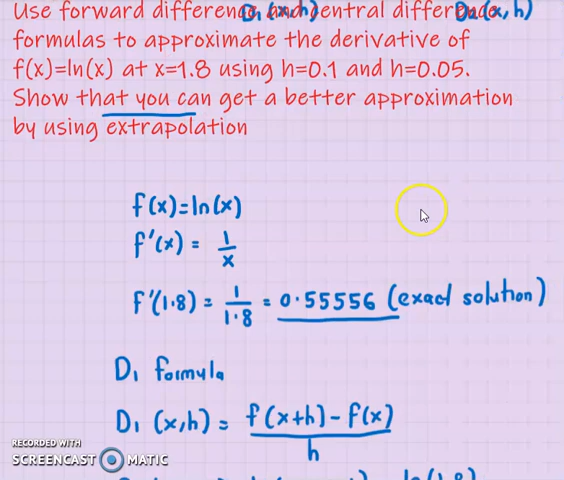 Use forward difference and central difference
D₁(x,h)
D₂(x,h)
formulas to approximate the derivative of
f(x)=ln(x) at x=1.8 using h=0.1 and h=0.05.
Show that you can get a better approximation
by using extrapolation
f(x)=ln(x)
f'(x) = 1/x
f'(1.8) = 1/1.8 = 0.55556 (exact solution)
D₁ formula
D₁ (x,h) = f(x+h) - f(x) / h
RECORDED WITH
SCREENCAST MATIC